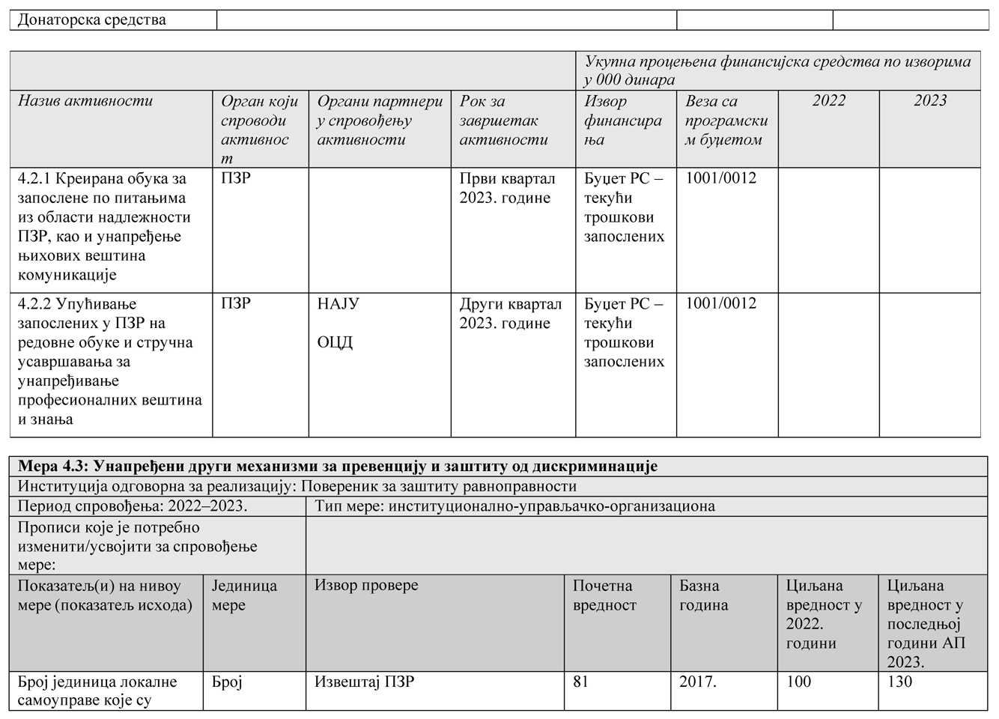 Донаторска средства
Укупна процењена финансијска средства по изворима
у 000 динара
Назив активности
Орган који
спроводи
активнос
т
Органи партнери
у спровођењу
активности
Рок за
завршетак
активности
Извор
финансира
ња
Веза са
програмски
м буџетом
2022
2023
4.2.1 Креирана обука за
запослене по питањима
из области надлежности
ПЗР, као и унапређење
њихових вештина
комуникације
ПЗР
Први квартал
2023. године
Буџет РС –
текући
трошкови
запослених
1001/0012
4.2.2 Упућивање
запослених у ПЗР на
редовне обуке и стручна
усавршавања за
унапређивање
професионалних вештина
и знања
ПЗР
НАЈУ
ОЦД
Други квартал
2023. године
Буџет РС –
текући
трошкови
запослених
1001/0012
Мера 4.3: Унапређени други механизми за превенцију и заштиту од дискриминације
Институција одговорна за реализацију: Повереник за заштиту равноправности
Период спровођења: 2022–2023.
Тип мере: институционално-управљачко-организациона
Прописи које је потребно
изменити/усвојити за спровођење
мере:
Показатељ(и) на нивоу
мере (показатељ исхода)
Јединица
мере
Извор провере
Почетна
вредност
Базна
година
Циљана
вредност у
2022.
години
Циљана
вредност у
последњој
години АП
2023.
Број јединица локалне
самоуправе које су
Број
Извештај ПЗР
81
2017.
100
130